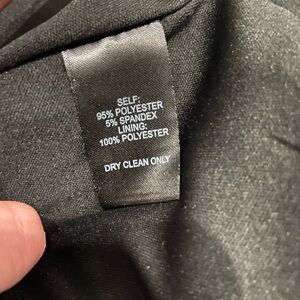 SELF:
95% POLYESTER
5% SPANDEX
LINING:
100% POLYESTER
DRY CLEAN ONLY